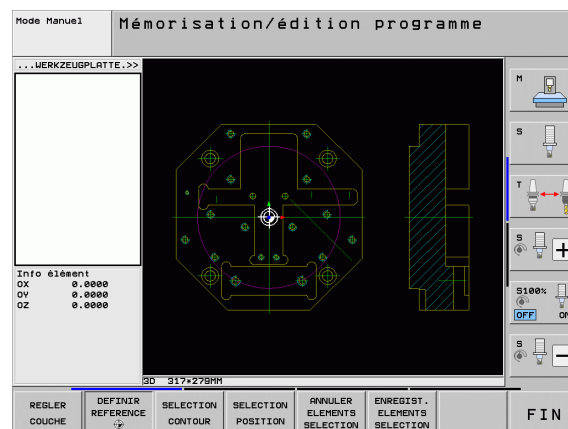 Mode Manuel
Mémorisation/édition programme
...WERKZEUGPLATTE.>>
M
S
T
S
+
S100%
OFF
ON
S
−
Info élément
OX 0.0000
OY 0.0000
OZ 0.0000
3D 317*279MM
REGLER
COUCHE
DEFINIR
REFERENCE
SELECTION
CONTOUR
SELECTION
POSITION
ANNULER
ELEMENTS
SELECTION
ENREGIST.
ELEMENTS
SELECTION
FIN